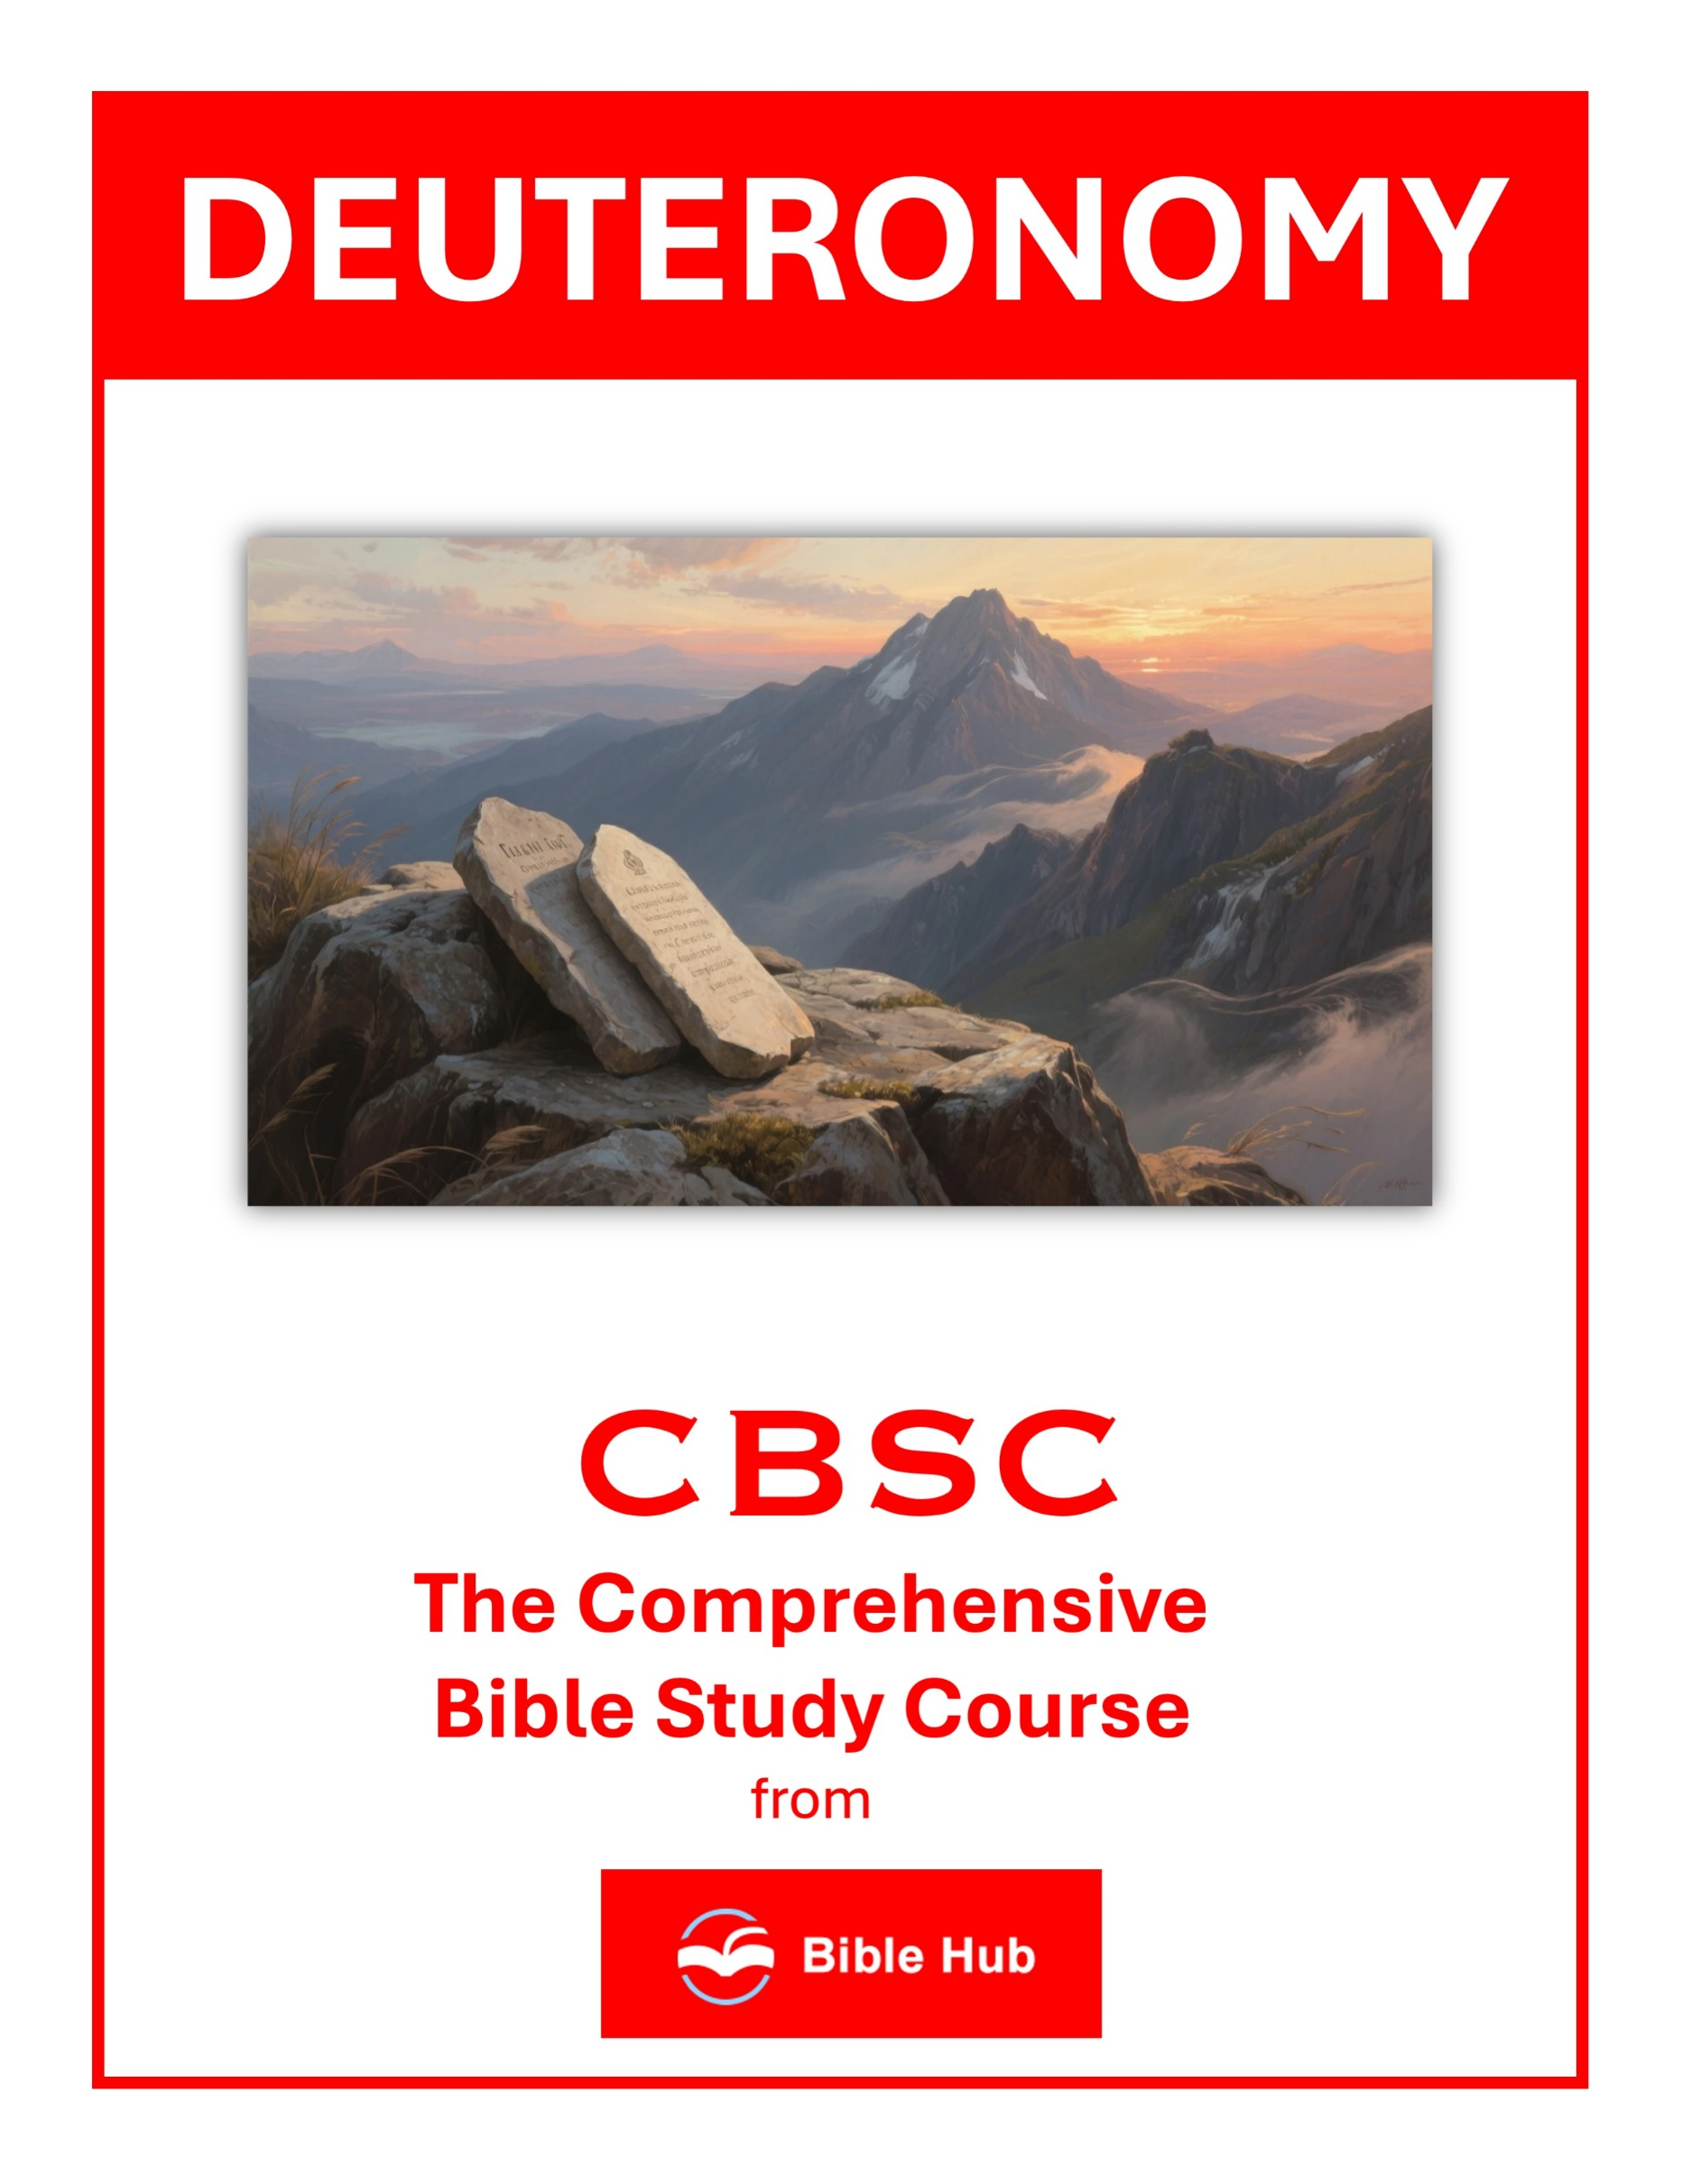 DEUTERONOMY
CBSC
The Comprehensive
Bible Study Course
from
Bible Hub